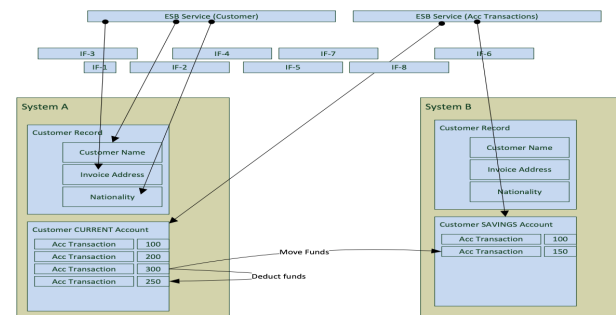 ESB Service (Customer)
ESB Service (Acc Transactions)
IF-3
IF-4
IF-7
IF-6
IF-1
IF-2
IF-5
IF-8
System A
Customer Record
Customer Name
Invoice Address
Nationality
Customer CURRENT Account
Acc Transaction 100
Acc Transaction 200
Acc Transaction 300
Acc Transaction 250
Move Funds
Deduct funds
System B
Customer Record
Customer Name
Invoice Address
Nationality
Customer SAVINGS Account
Acc Transaction 100
Acc Transaction 150